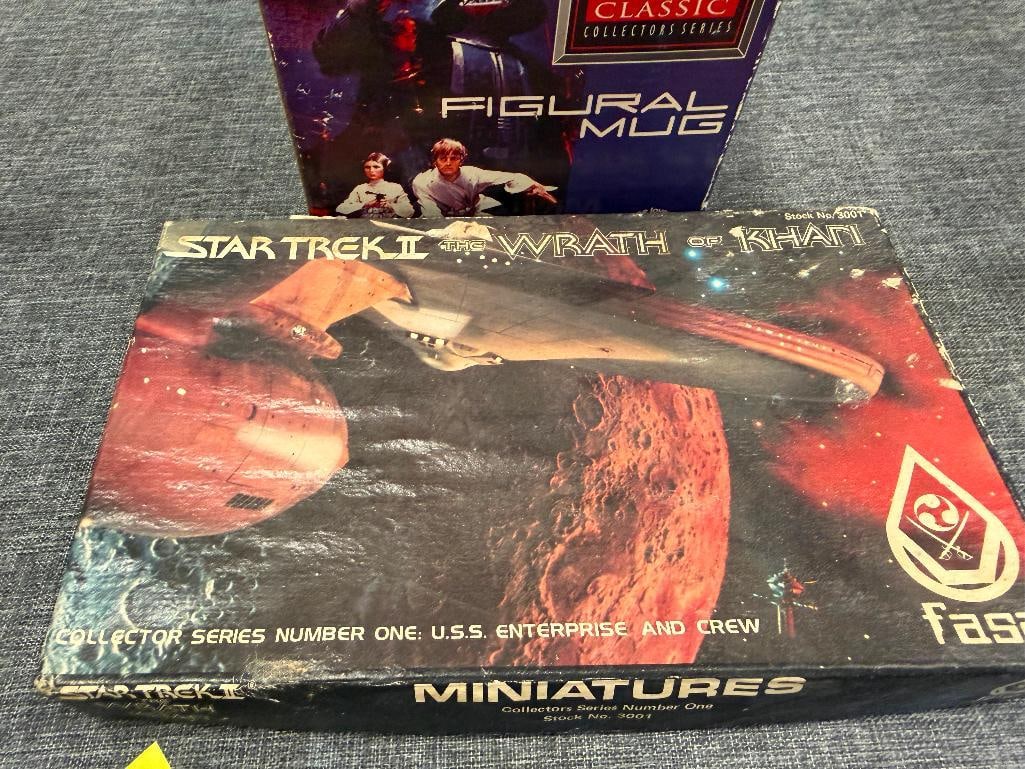 CLASSIC
COLLECTORS SERIES
FIGURAL
MUG
Stock No. 3001
STAR TREK II THE WRATH OF KHAN
fasa
COLLECTOR SERIES NUMBER ONE: U.S.S. ENTERPRISE AND CREW
STAR TREK II
MINIATURES
Collectors Series Number One
Stock No. 3001